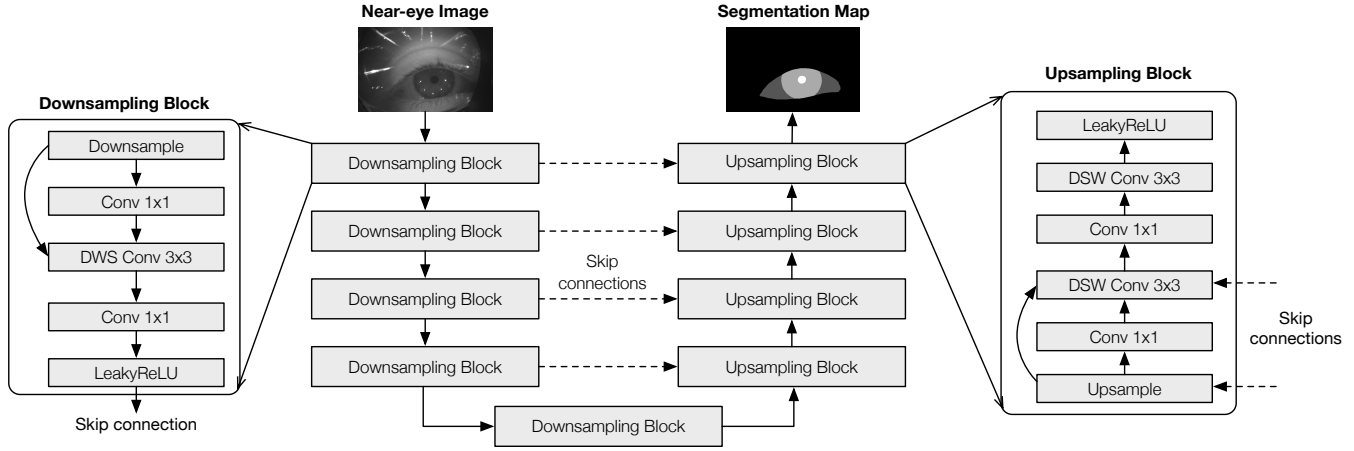 Near-eye Image
Segmentation Map
Downsampling Block
Downsample
Conv 1x1
DWS Conv 3x3
Conv 1x1
LeakyReLU
Skip connection
Downsampling Block
Downsampling Block
Downsampling Block
Downsampling Block
Downsampling Block
Skip
connections
Upsampling Block
Upsampling Block
Upsampling Block
Upsampling Block
Upsampling Block
LeakyReLU
DSW Conv 3x3
Conv 1x1
DSW Conv 3x3
Conv 1x1
Upsample
Skip
connections